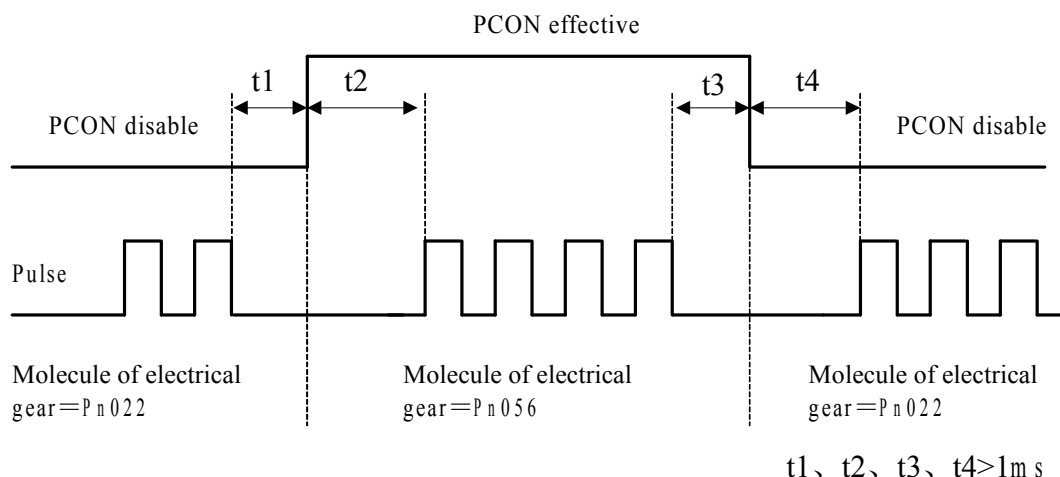 PCON effective
t1
t2
t3
t4
PCON disable
PCON disable
Pulse
Molecule of electrical
gear＝Pn022
Molecule of electrical
gear＝Pn056
Molecule of electrical
gear＝Pn022
t1、t2、t3、t4>1ms